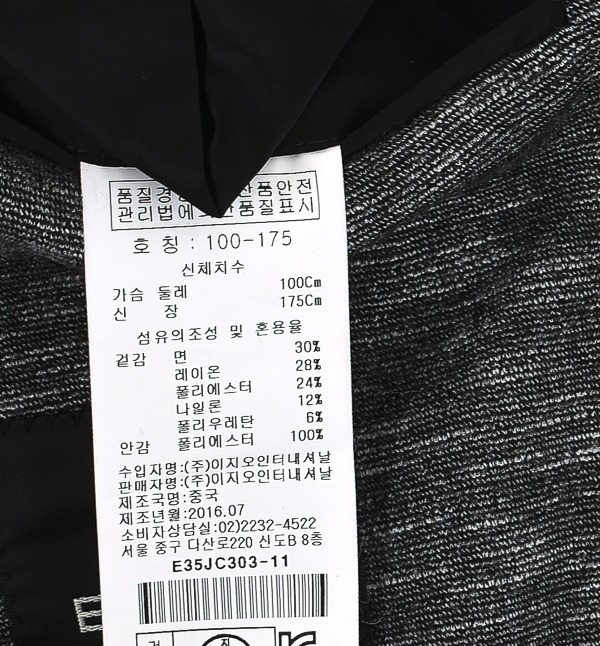 품질경 산품안전
관리법에 한품질표시
호 칭 : 100-175
신체치수
가슴 둘레 100Cm
신 장 175Cm
섬유의조성 및 혼용율
겉감 면 30%
레이온 28%
폴리에스터 24%
나일론 12%
폴리우레탄 6%
안감 폴리에스터 100%
수입자명:(주)이지오인터내셔날
판매자명:(주)이지오인터내셔날
제조국명:중국
제조년월:2016.07
소비자상담실:02)2232-4522
서울 중구 다산로220 신도B 8층
E35JC303-11